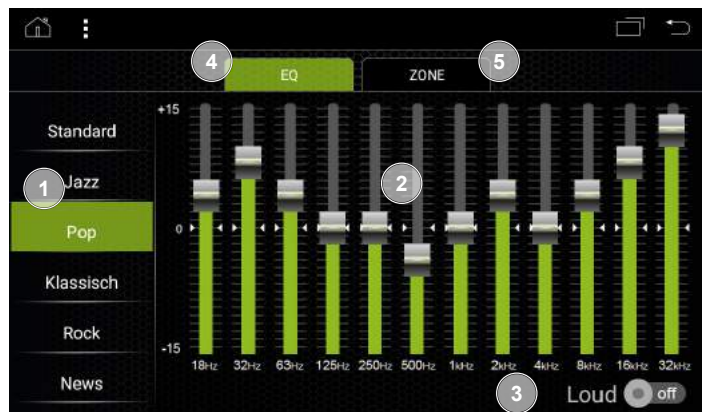 4
5
EQ
ZONE
+15
Standard
Jazz
1
2
Pop
0
Klassisch
Rock
-15
18Hz 32Hz 63Hz 125Hz 250Hz 500Hz 1kHz 2kHz 4kHz 8kHz 16kHz 32kHz
News
3
Loud off